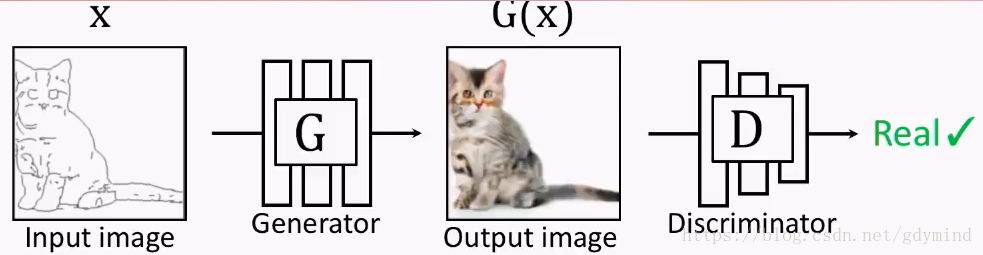 x
G(x)
G
D
Real✓
Input image
Generator
Output image
Discriminator
https://blog.csdn.net/gdymind